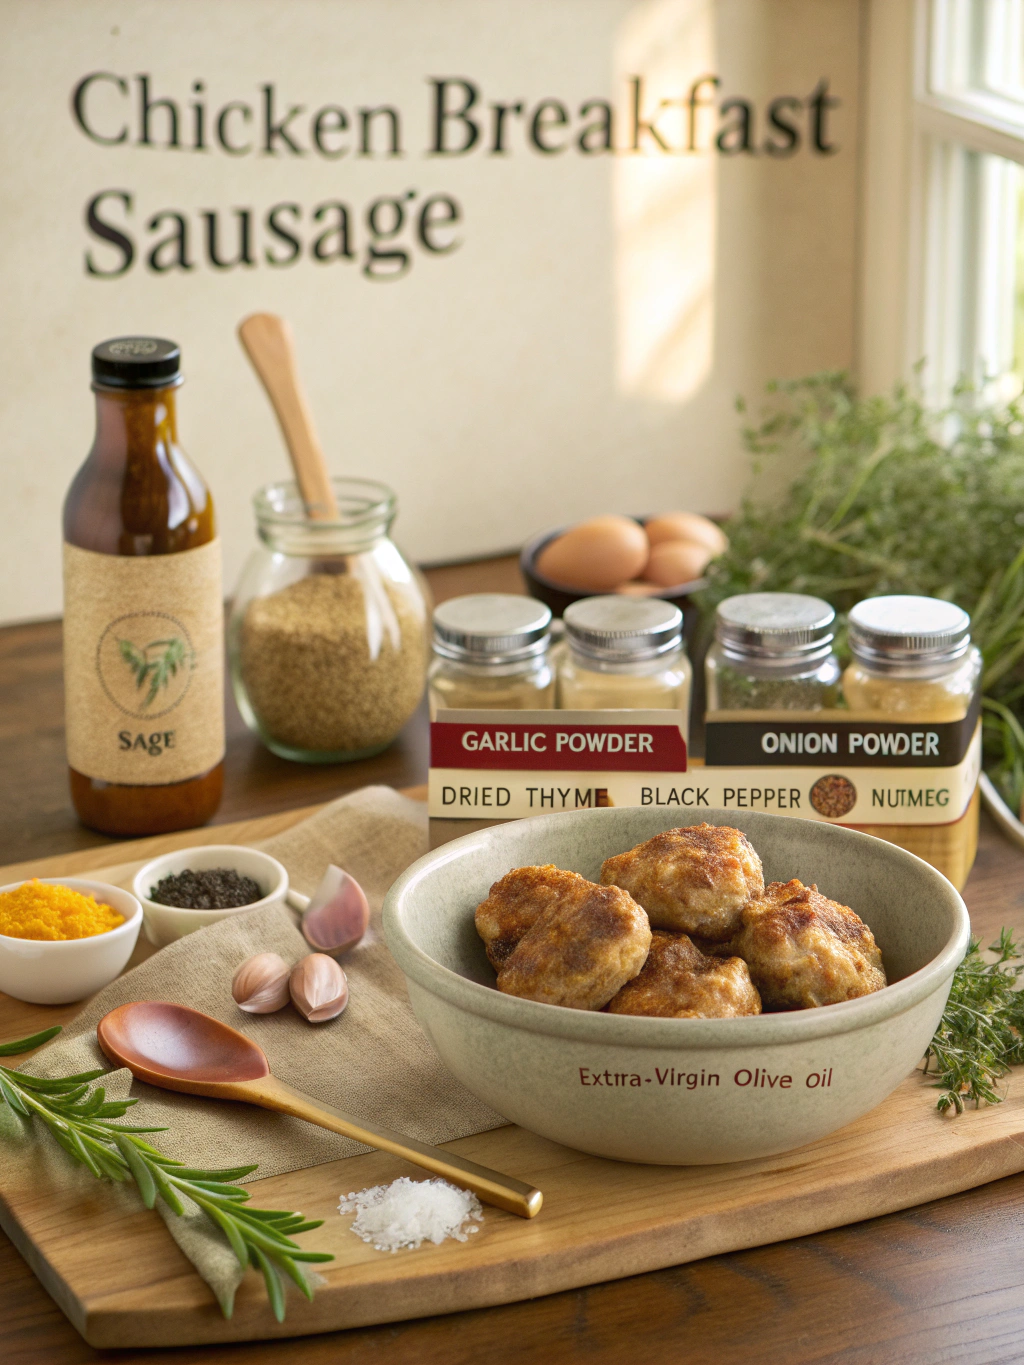 Chicken Breakfast
Sausage
SAGE
GARLIC POWDER
ONION POWDER
DRIED THYME
BLACK PEPPER
NUTMEG
Extra-Virgin Olive oil